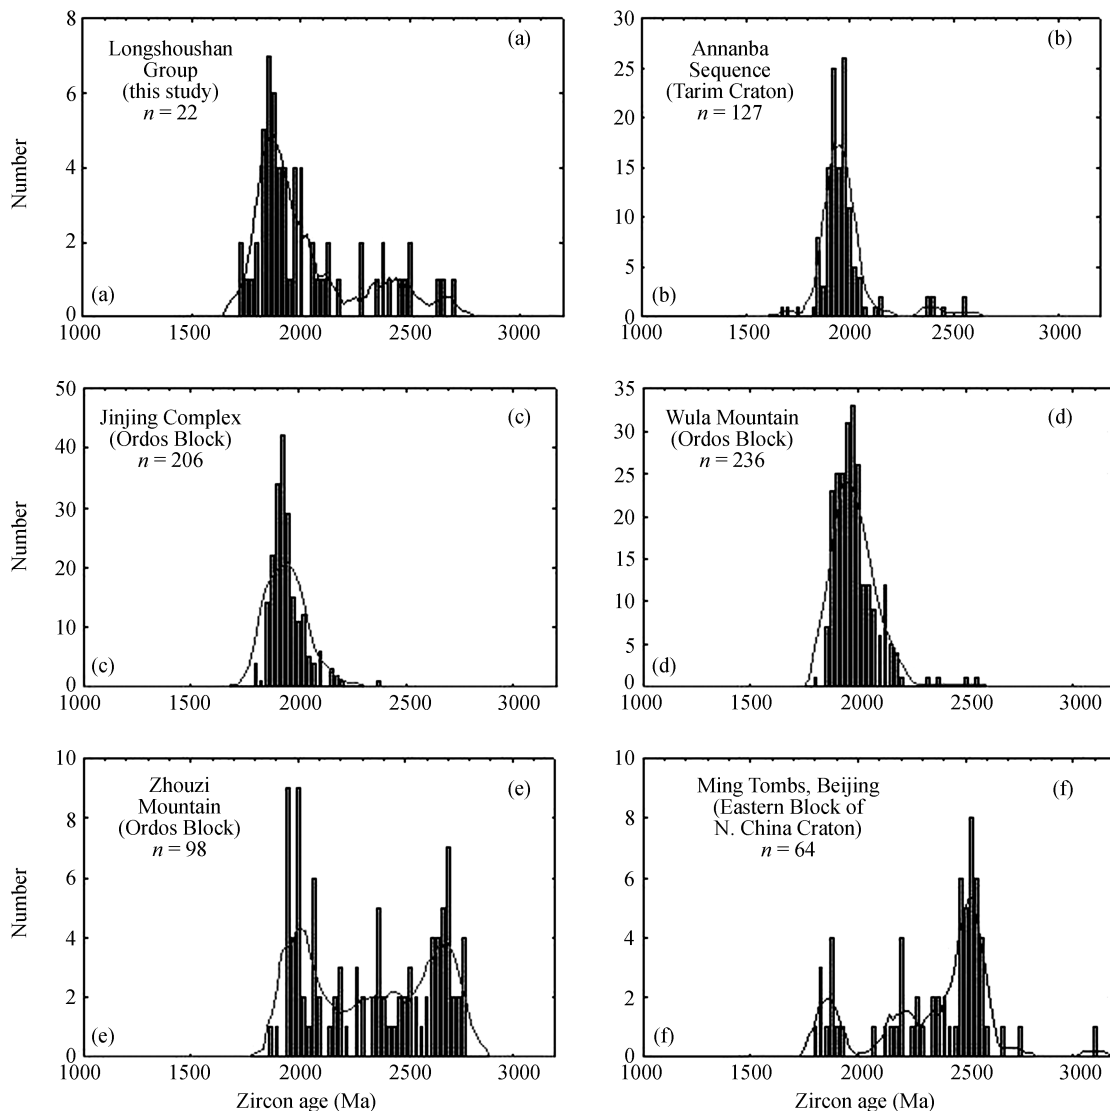 8
6
4
2
0
Number
Longshoushan
Group
(this study)
n = 22
(a)
(a)
1000 1500 2000 2500 3000
30
25
20
15
10
5
0
Annanba
Sequence
(Tarim Craton)
n = 127
(b)
(b)
1000 1500 2000 2500 3000
50
40
30
20
10
0
Number
Jinjing Complex
(Ordos Block)
n = 206
(c)
(c)
1000 1500 2000 2500 3000
35
30
25
20
15
10
5
0
Wula Mountain
(Ordos Block)
n = 236
(d)
(d)
1000 1500 2000 2500 3000
10
8
6
4
2
0
Number
Zhouzi
Mountain
(Ordos Block)
n = 98
(e)
(e)
1000 1500 2000 2500 3000
Zircon age (Ma)
10
8
6
4
2
0
Ming Tombs, Beijing
(Eastern Block of
N. China Craton)
n = 64
(f)
(f)
1000 1500 2000 2500 3000
Zircon age (Ma)